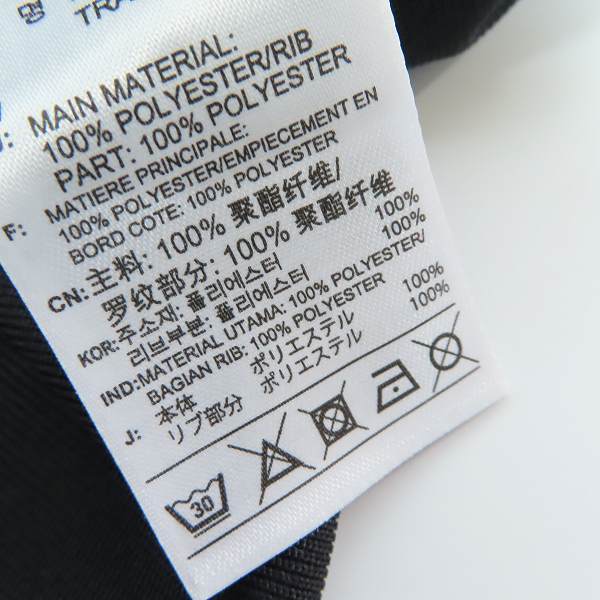 명
TRA
: MAIN MATERIAL:
100% POLYESTER/RIB
PART: 100% POLYESTER
F: MATIERE PRINCIPALE:
100% POLYESTER/EMPIECEMENT EN
BORD COTE: 100% POLYESTER
CN: 主料: 100% 聚酯纤维/
罗纹部分: 100% 聚酯纤维
KOR: 주소재: 폴리에스터 100%
리브부분: 폴리에스터 100%
IND: MATERIAL UTAMA: 100% POLYESTER/
BAGIAN RIB: 100% POLYESTER
J: 本体 ポリエステル 100%
リブ部分 ポリエステル 100%
30